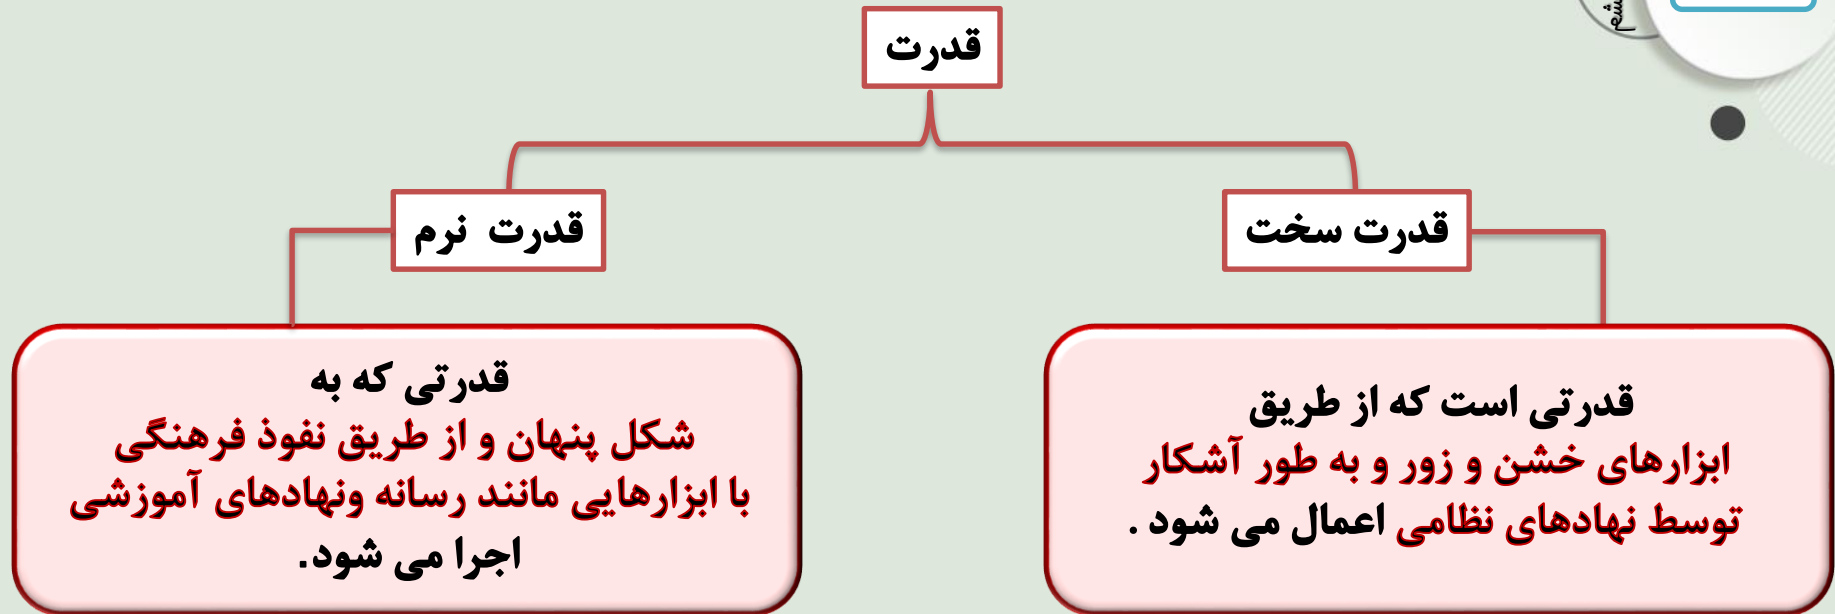 قدرت
قدرت سخت
قدرت نرم
قدرتی است که از طریق
ابزارهای خشن و زور و به طور آشکار
توسط نهادهای نظامی اعمال می شود .
قدرتی که به
شکل پنهان و از طریق نفوذ فرهنگی
با ابزارهایی مانند رسانه ونهادهای آموزشی
اجرا می شود.